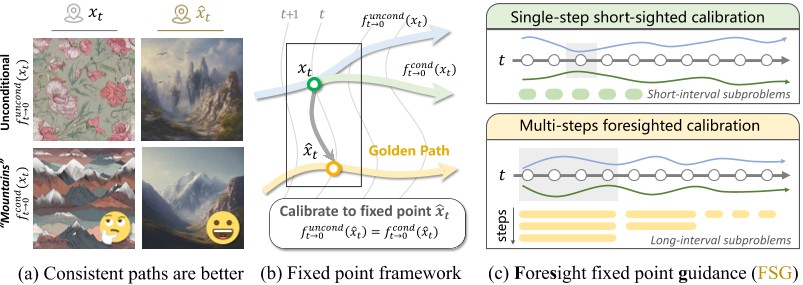 x_t
x̂_t
Unconditional
f^{uncond}_{t→0}(x_t)
"Mountains"
f^{cond}_{t→0}(x_t)
(a) Consistent paths are better
t+1
t
f^{uncond}_{t→0}(x_t)
x_t
f^{cond}_{t→0}(x_t)
x̂_t
Golden Path
Calibrate to fixed point x̂_t
f^{uncond}_{t→0}(x̂_t) = f^{cond}_{t→0}(x̂_t)
(b) Fixed point framework
Single-step short-sighted calibration
t
Short-interval subproblems
Multi-steps foresighted calibration
t
steps
Long-interval subproblems
(c) Foresight fixed point guidance (FSG)